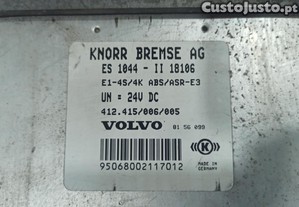 CustoJusto.pt
KNORR BREMSE AG
ES 1044 - II 18106
E1-4S/4K ABS/ASR-E3
UN = 24V DC
412.415/006/005
VOLVO 01 56 099
95068002117012
MADE IN
GERMANY